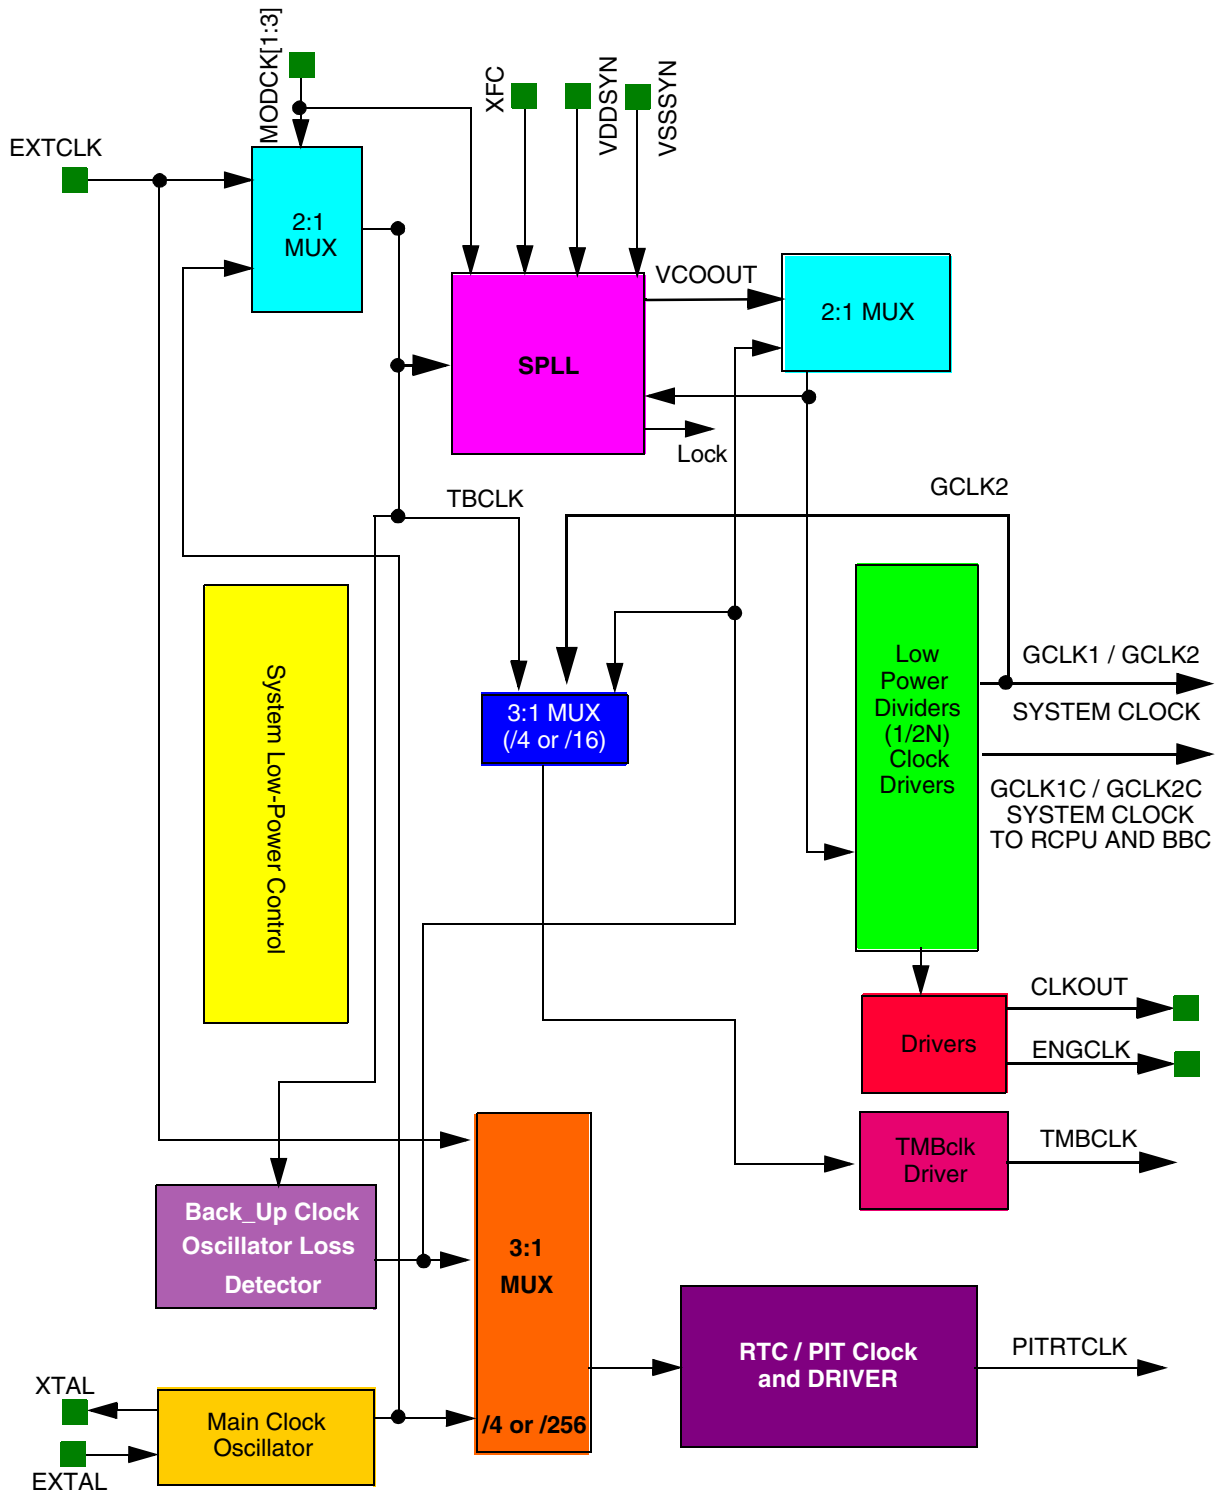 MODCK[1:3]
XFC
VDDSYN
VSSSYN
EXTCLK
2:1
MUX
VCOOUT
2:1 MUX
SPLL
Lock
TBCLK
GCLK2
System Low-Power Control
3:1 MUX
(/4 or /16)
Low
Power
Dividers
(1/2N)
Clock
Drivers
GCLK1 / GCLK2
SYSTEM CLOCK
GCLK1C / GCLK2C
SYSTEM CLOCK
TO RCPU AND BBC
CLKOUT
Drivers
ENGCLK
TMBclk
Driver
TMBCLK
Back_Up Clock
Oscillator Loss
Detector
3:1
MUX
/4 or /256
RTC / PIT Clock
and DRIVER
PITRTCLK
XTAL
Main Clock
Oscillator
EXTAL